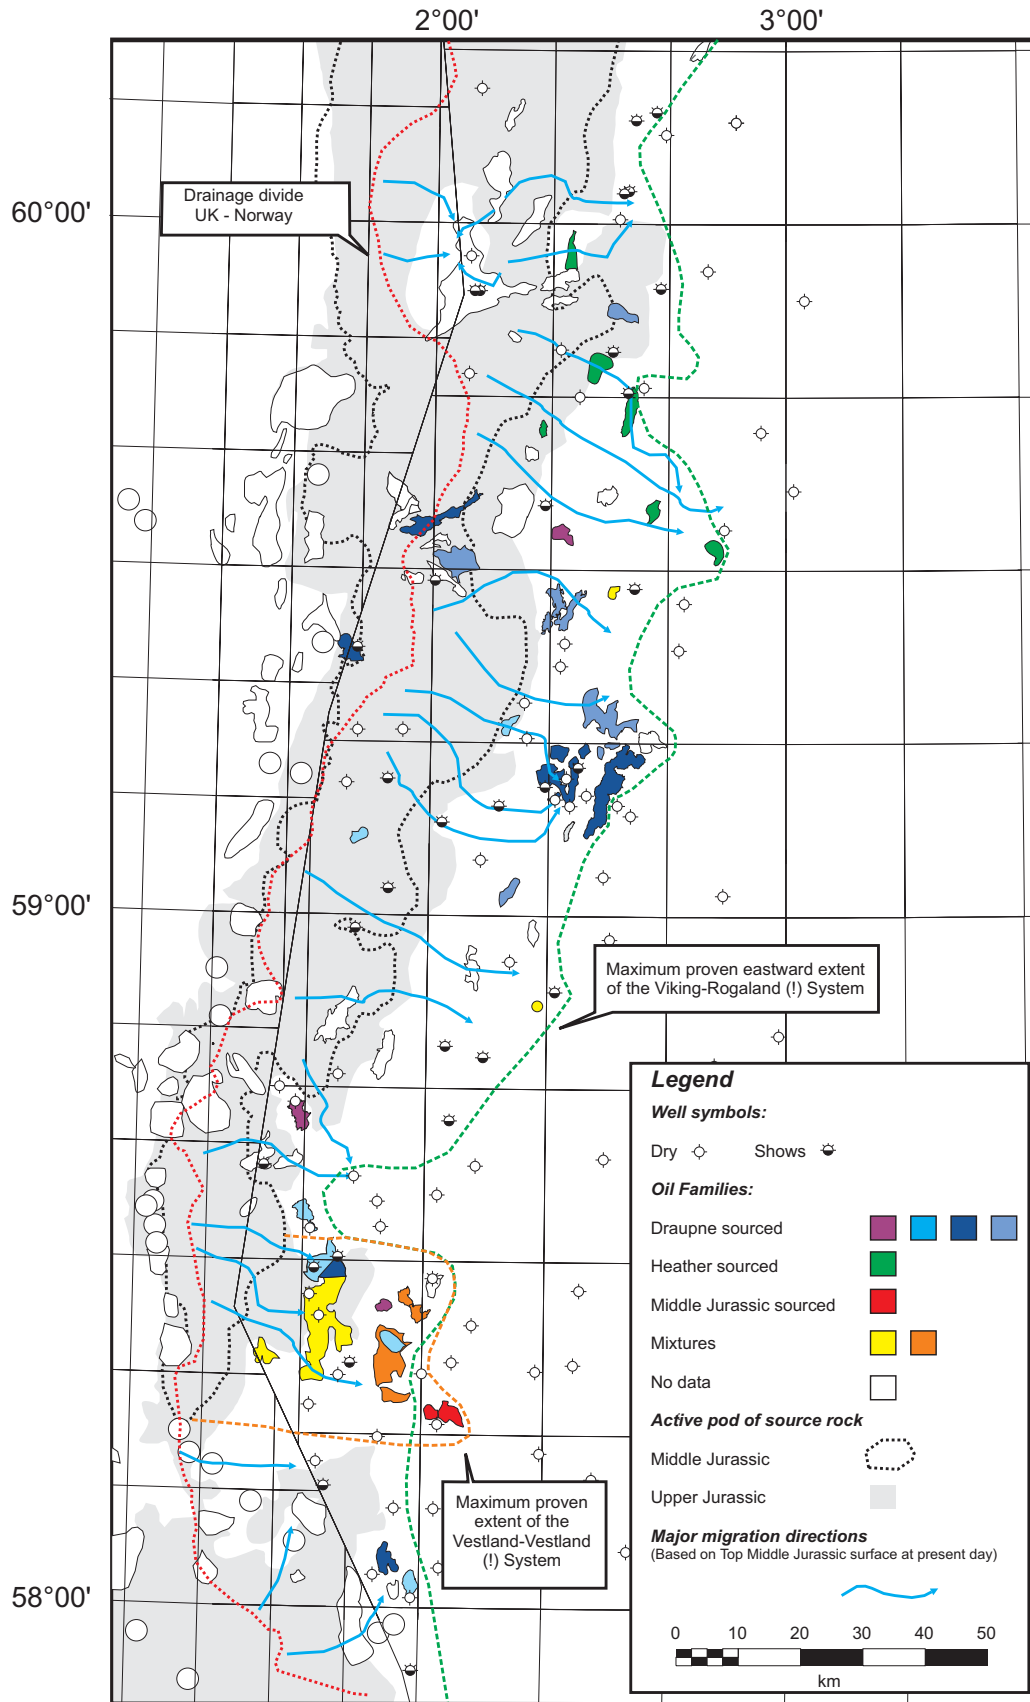 2°00'
3°00'
60°00'
Drainage divide
UK - Norway
59°00'
Maximum proven eastward extent
of the Viking-Rogaland (!) System
Legend
Well symbols:
Dry
Shows
Oil Families:
Draupne sourced
Heather sourced
Middle Jurassic sourced
Mixtures
No data
Active pod of source rock
Middle Jurassic
Upper Jurassic
Major migration directions
(Based on Top Middle Jurassic surface at present day)
0 10 20 30 40 50
km
Maximum proven
extent of the
Vestland-Vestland
(!) System
58°00'